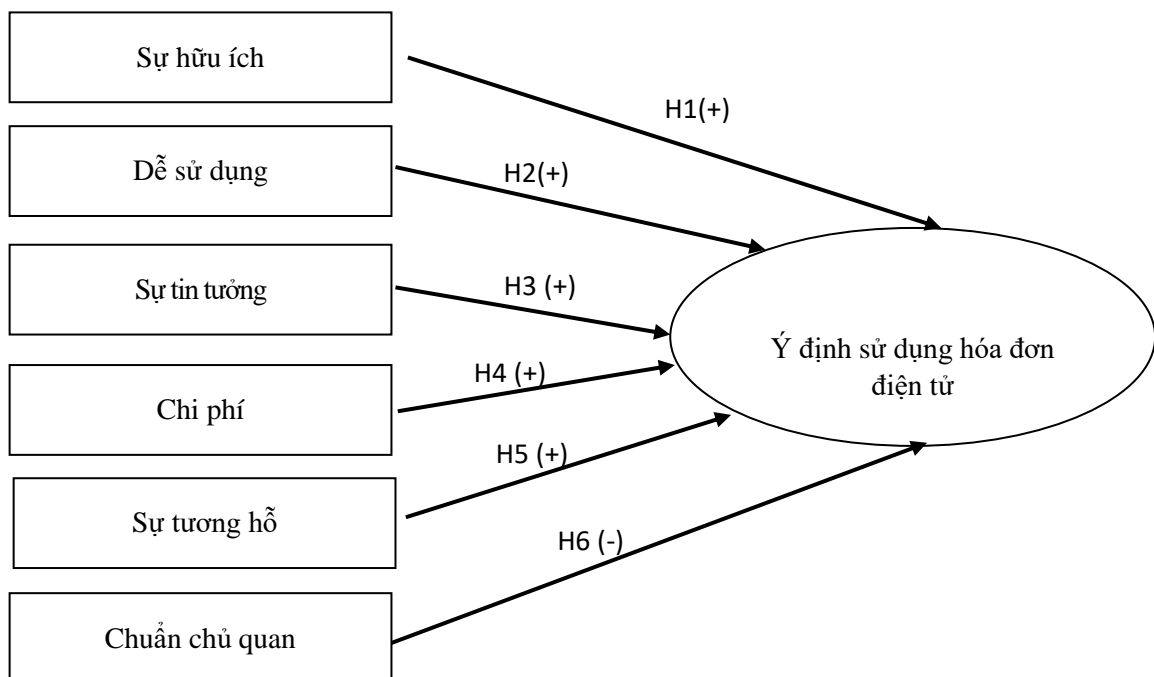 Sự hữu ích
H1(+)
Dễ sử dụng
H2(+)
Sự tin tưởng
H3 (+)
Ý định sử dụng hóa đơn
điện tử
Chi phí
H4 (+)
Sự tương hỗ
H5 (+)
H6 (-)
Chuẩn chủ quan